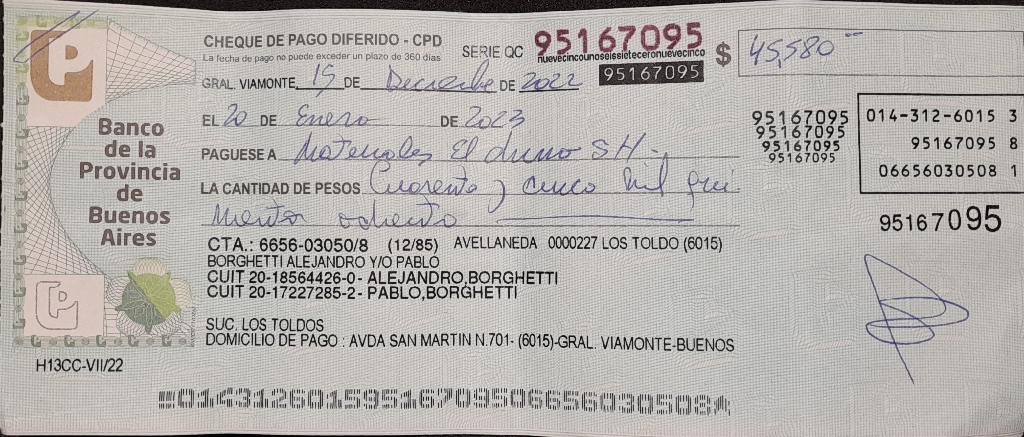 CHEQUE DE PAGO DIFERIDO - CPD
La fecha de pago no puede exceder un plazo de 360 días
SERIE QC 95167095
nuevecincounoseissieteceronuevecinco
95167095
$ 45,580
GRAL. VIAMONTE, 15 DE Diciembre DE 2022
EL 20 DE Enero DE 2023
PAGUESE A Materiales El SH.-
LA CANTIDAD DE PESOS Cuarenta y cinco mil qui
nientos ochenta
95167095
95167095
95167095
95167095
014-312-6015 3
95167095 8
06656030508 1
95167095
Banco
de la
Provincia
de
Buenos
Aires
CTA.: 6656-03050/8 (12/85) AVELLANEDA 0000227 LOS TOLDO (6015)
BORGHETTI ALEJANDRO Y/O PABLO
CUIT 20-18564426-0- ALEJANDRO,BORGHETTI
CUIT 20-17227285-2- PABLO,BORGHETTI
SUC. LOS TOLDOS
DOMICILIO DE PAGO : AVDA SAN MARTIN N.701- (6015)-GRAL. VIAMONTE-BUENOS
H13CC-VII/22
01431260159516709506656030508